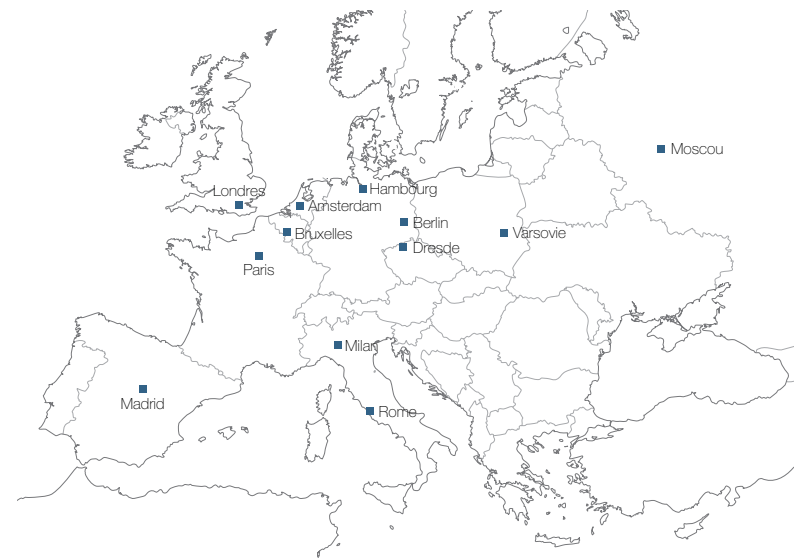 Moscou
Londres
Hambourg
Amsterdam
Berlin
Bruxelles
Varsovie
Dresde
Paris
Milan
Madrid
Rome